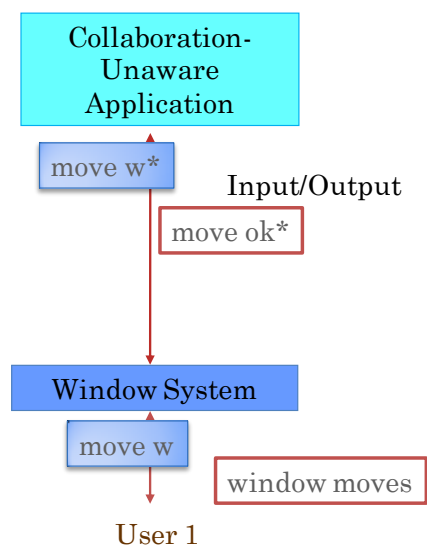 Collaboration-
Unaware
Application
move w*
Input/Output
move ok*
Window System
move w
window moves
User 1